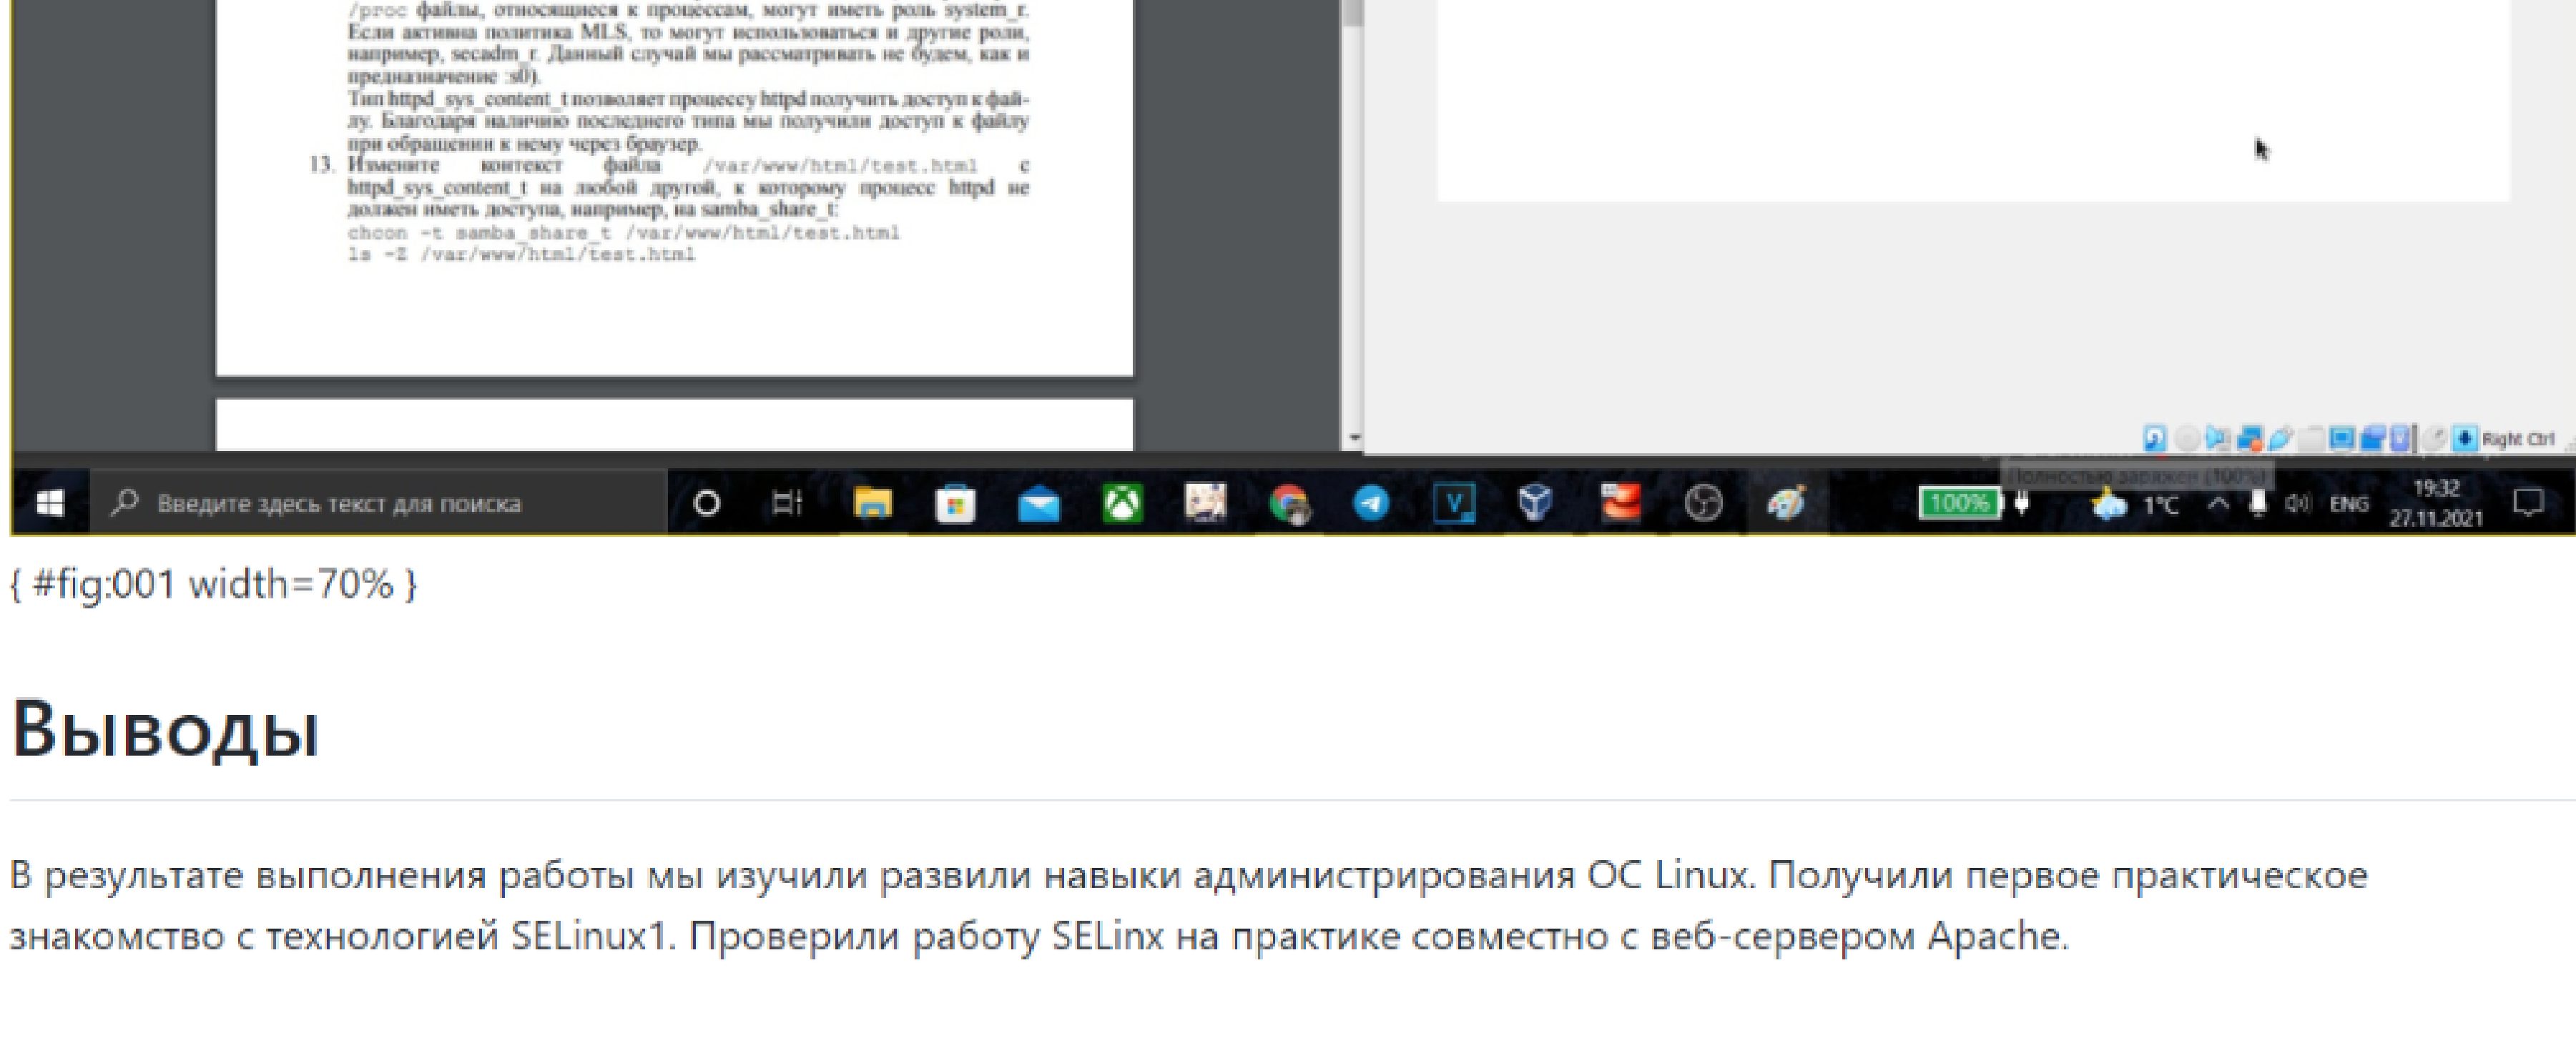 /proc файлы, относящиеся к процессам, могут иметь роль system_r.
Если активна политика MLS, то могут использоваться и другие роли,
например, secadm_r. Данный случай мы рассматривать не будем, как и
предназначение :s0).
Тип httpd_sys_content_t позволяет процессу httpd получить доступ к фай-
лу. Благодаря наличию последнего типа мы получили доступ к файлу
при обращении к нему через браузер.
13. Измените контекст файла /var/www/html/test.html с
httpd_sys_content_t на любой другой, к которому процесс httpd не
должен иметь доступа, например, на samba_share_t:
chcon -t samba_share_t /var/www/html/test.html
ls -Z /var/www/html/test.html
Right Ctrl
Полностью заряжен (100%)
Введите здесь текст для поиска
100%
1°C
ENG
19:32
27.11.2021
{ #fig:001 width=70% }
Выводы
В результате выполнения работы мы изучили развили навыки администрирования ОС Linux. Получили первое практическое
знакомство с технологией SELinux1. Проверили работу SELinx на практике совместно с веб-сервером Apache.